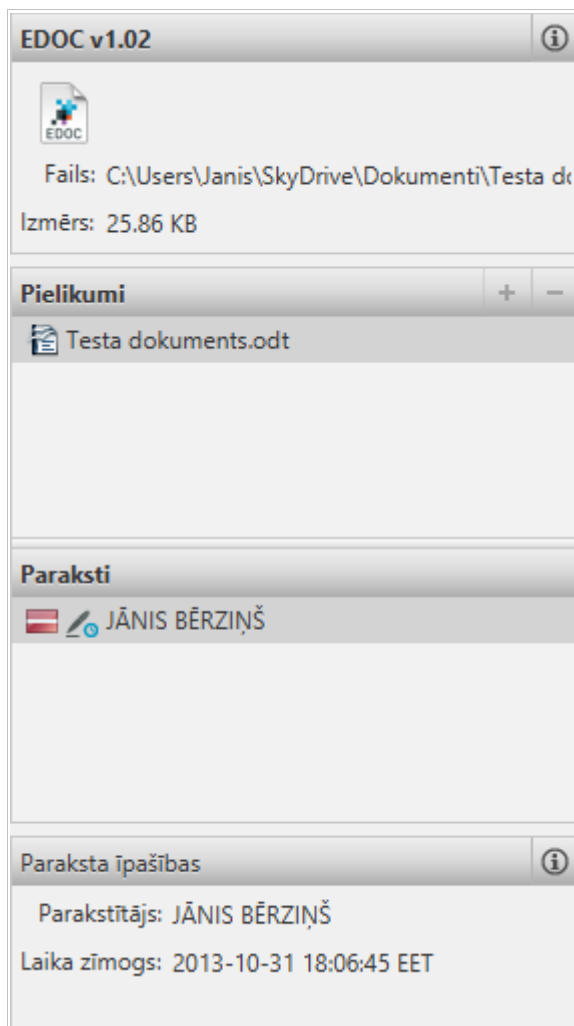 EDOC v1.02
EDOC
Fails: C:\Users\Janis\SkyDrive\Dokumenti\Testa
Izmērs: 25.86 KB
Pielikumi
Testa dokuments.odt
Paraksti
JĀNIS BĒRZIŅŠ
Paraksta īpašības
Parakstītājs: JĀNIS BĒRZIŅŠ
Laika zīmogs: 2013-10-31 18:06:45 EET